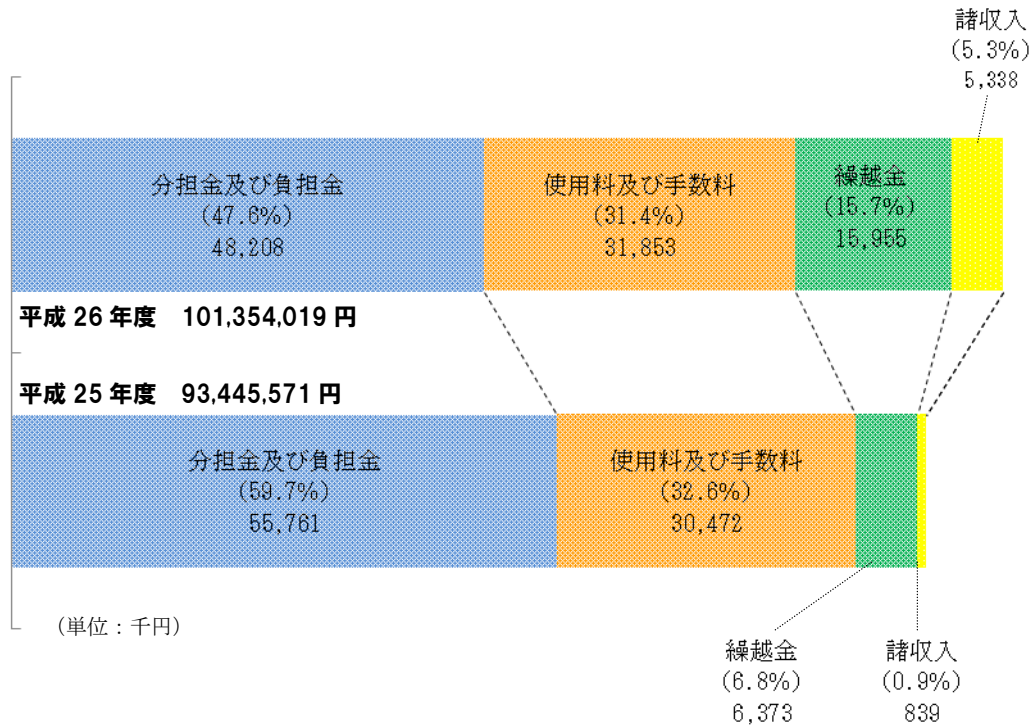 諸収入
(5.3%)
5,338
分担金及び負担金
(47.6%)
48,208
使用料及び手数料
(31.4%)
31,853
繰越金
(15.7%)
15,955
平成 26 年度 101,354,019 円
平成 25 年度 93,445,571 円
分担金及び負担金
(59.7%)
55,761
使用料及び手数料
(32.6%)
30,472
(単位:千円)
繰越金
(6.8%)
6,373
諸収入
(0.9%)
839